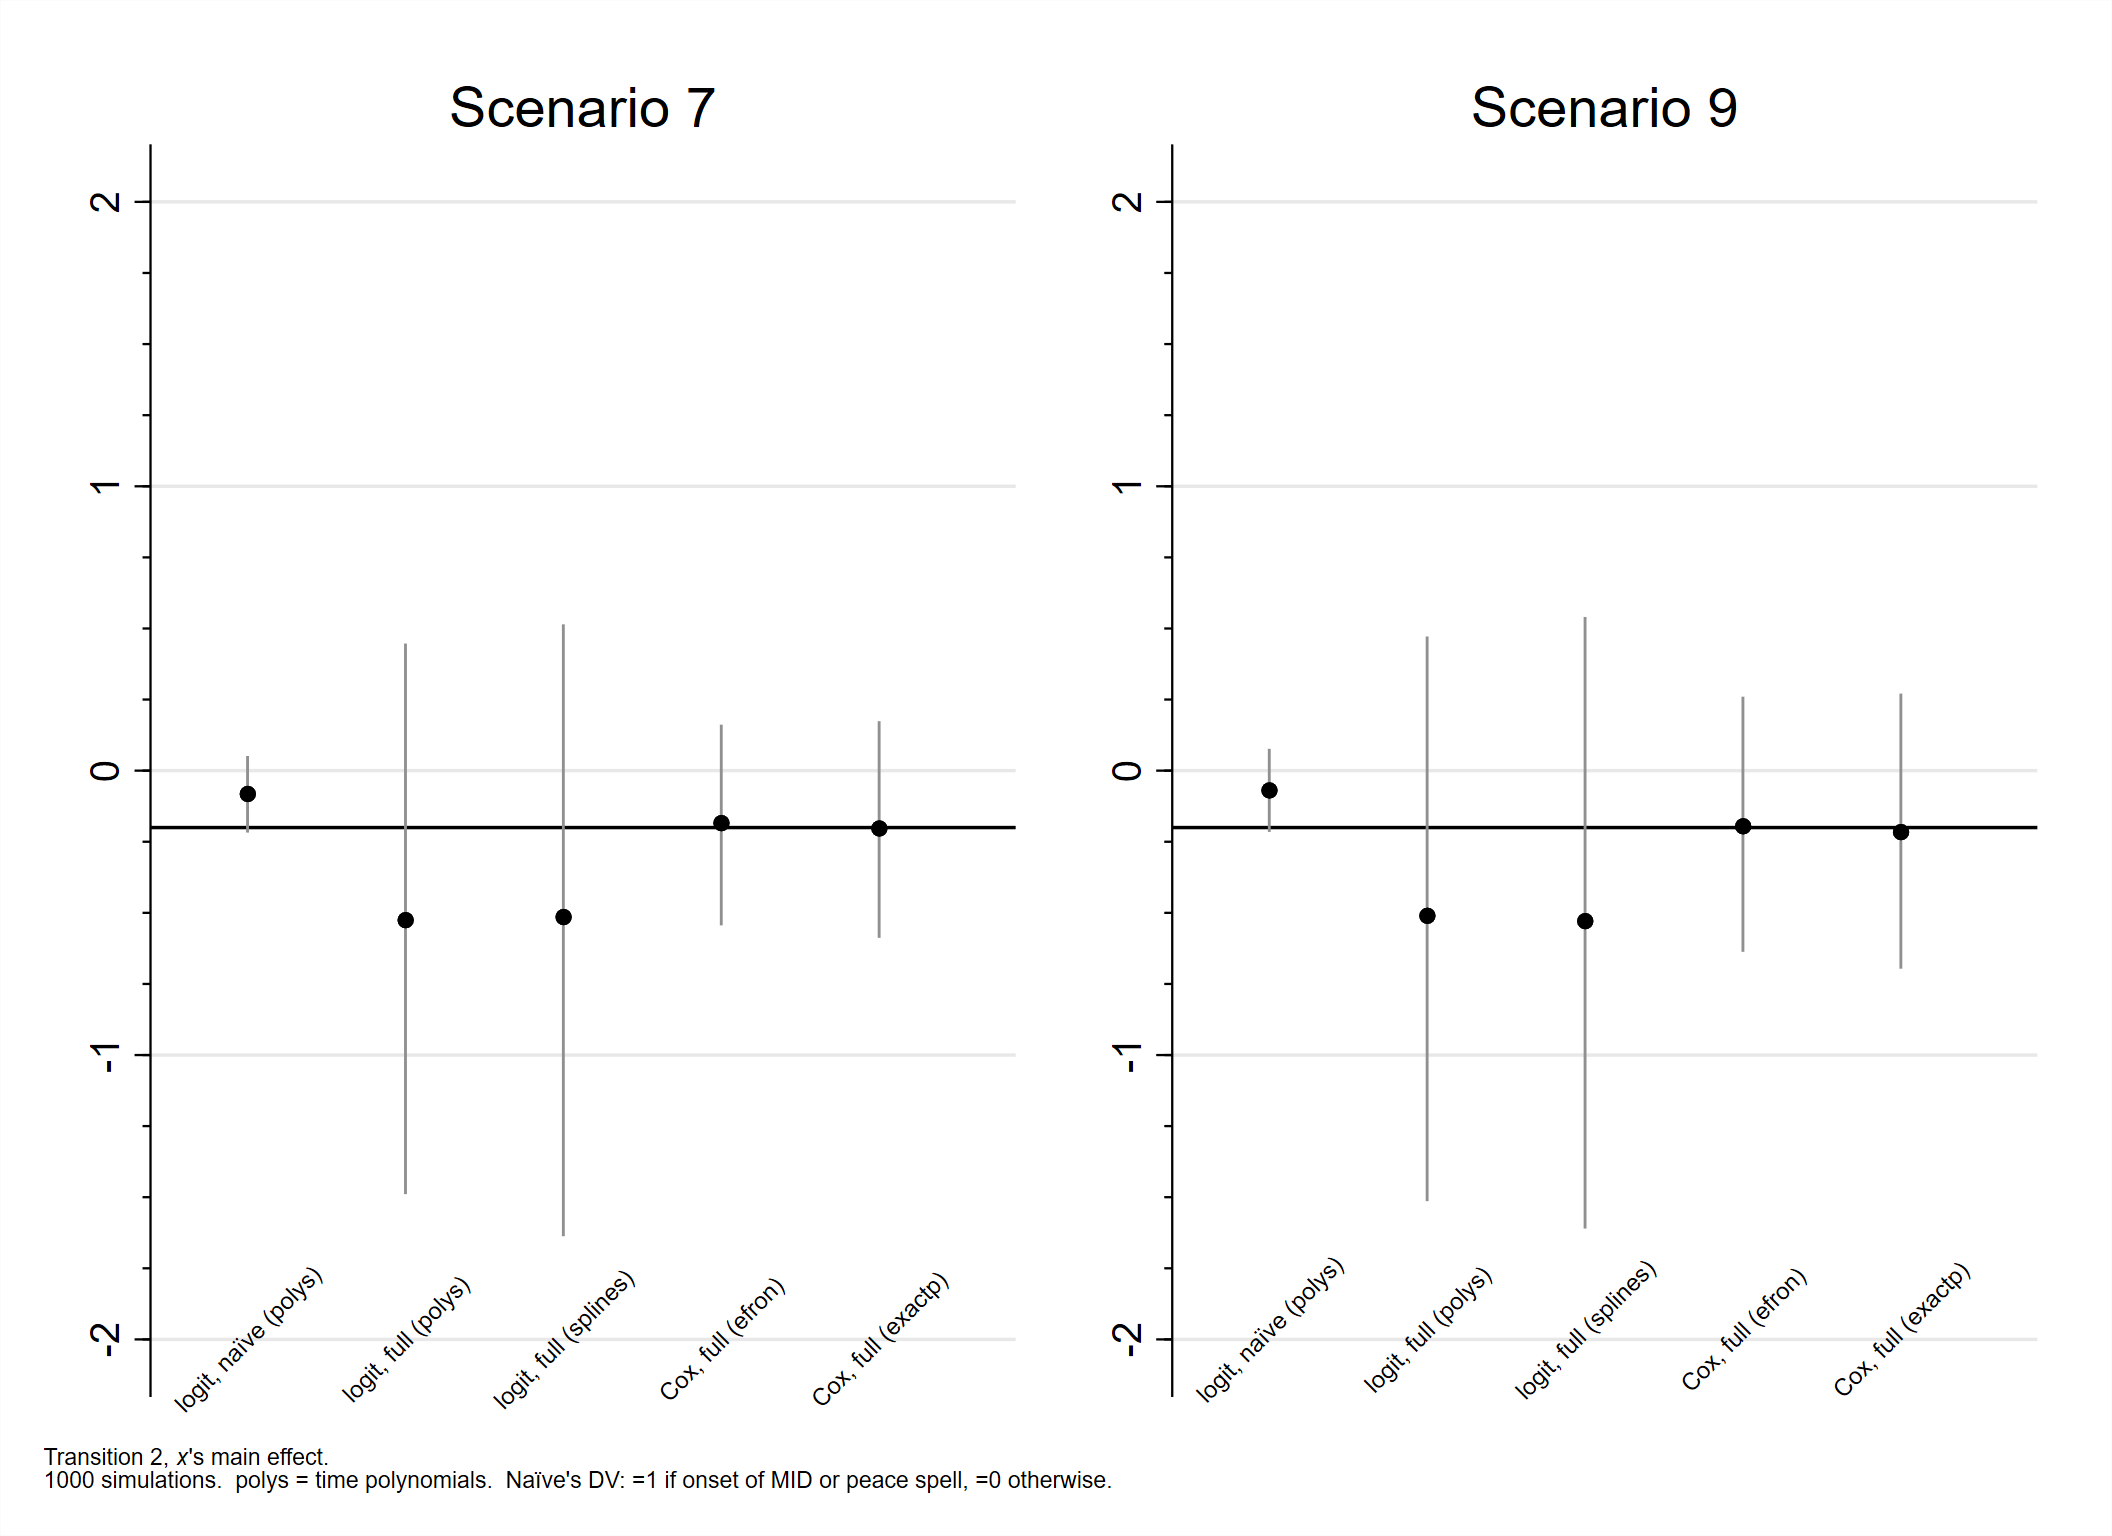 Scenario 7
2
1
0
-1
-2
logit, naïve (polys)
logit, full (polys)
logit, full (splines)
Cox, full (efron)
Cox, full (exactp)
Scenario 9
2
1
0
-1
-2
logit, naïve (polys)
logit, full (polys)
logit, full (splines)
Cox, full (efron)
Cox, full (exactp)
Transition 2, x's main effect.
1000 simulations.  polys = time polynomials.  Naïve's DV: =1 if onset of MID or peace spell, =0 otherwise.